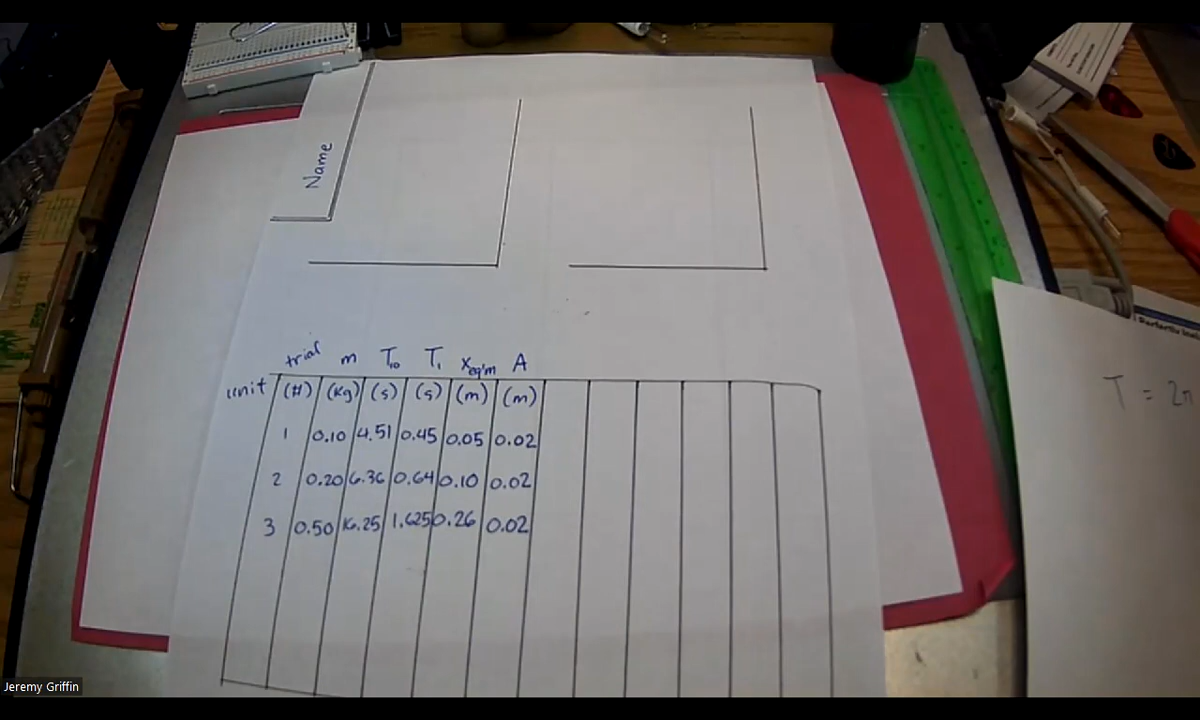 Name
trial m T10 T1 xeq'm A
unit (#) (kg) (s) (s) (m) (m)
1 0.10 4.51 0.45 0.05 0.02
2 0.20 6.36 0.64 0.10 0.02
3 0.50 16.25 1.625 0.26 0.02
T = 2π
Jeremy Griffin